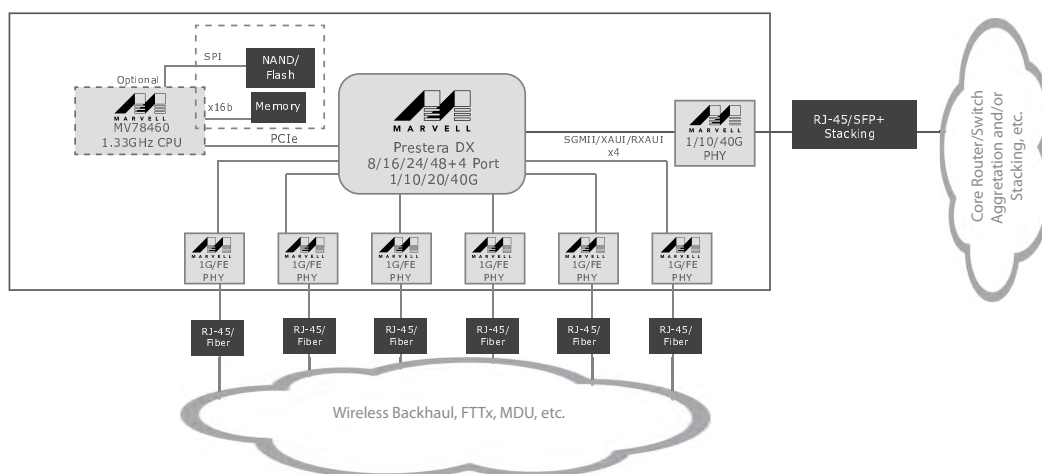 SPI
NAND/
Flash
Optional
x16b
Memory
MARVELL
MV78460
1.33GHz CPU
PCIe
MARVELL
Prestera DX
8/16/24/48+4 Port
1/10/20/40G
SGMII/XAUI/RXAUI
x4
MARVELL
1/10/40G
PHY
RJ-45/SFP+
Stacking
Core Router/Switch
Aggretation and/or
Stacking, etc.
MARVELL
1G/FE
PHY
MARVELL
1G/FE
PHY
MARVELL
1G/FE
PHY
MARVELL
1G/FE
PHY
MARVELL
1G/FE
PHY
MARVELL
1G/FE
PHY
RJ-45/
Fiber
RJ-45/
Fiber
RJ-45/
Fiber
RJ-45/
Fiber
RJ-45/
Fiber
RJ-45/
Fiber
Wireless Backhaul, FTTx, MDU, etc.